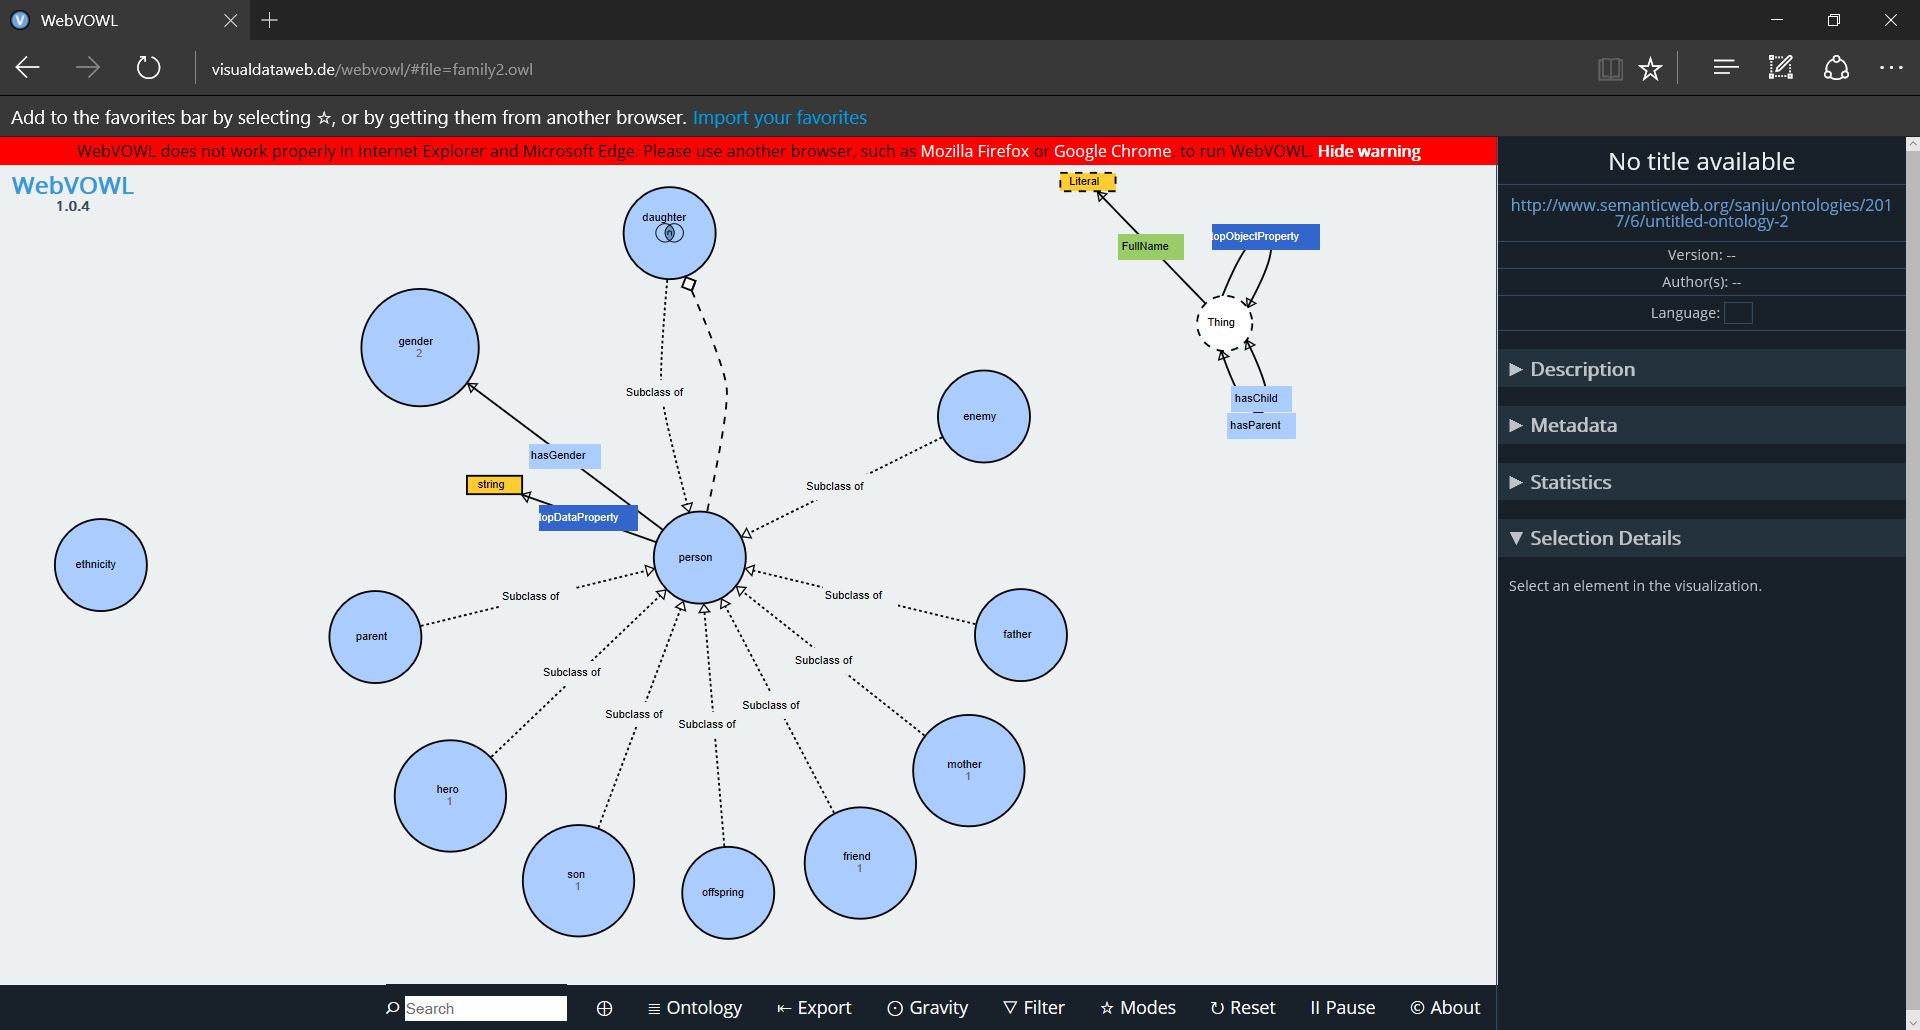 WebVOWL
visualdataweb.de/webvowl/#file=family2.owl
Add to the favorites bar by selecting ☆, or by getting them from another browser. Import your favorites
WebVOWL does not work properly in Internet Explorer and Microsoft Edge. Please use another browser, such as Mozilla Firefox or Google Chrome to run WebVOWL. Hide warning
WebVOWL
1.0.4
daughter
gender
2
Subclass of
hasGender
string
topDataProperty
enemy
Subclass of
person
ethnicity
Subclass of
parent
Subclass of
father
Subclass of
Subclass of
Subclass of
Subclass of
Subclass of
mother
1
hero
1
son
1
offspring
friend
1
Literal
FullName
topObjectProperty
Thing
hasChild
hasParent
No title available
http://www.semanticweb.org/sanju/ontologies/201
7/6/untitled-ontology-2
Version: --
Author(s): --
Language:
Description
Metadata
Statistics
Selection Details
Select an element in the visualization.
Search
Ontology
Export
Gravity
Filter
Modes
Reset
Pause
© About